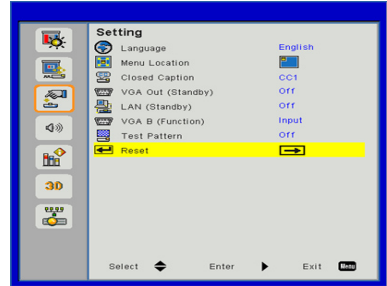 Setting
Language English
Menu Location
Closed Caption CC1
VGA Out (Standby) Off
LAN (Standby) Off
VGA B (Function) Input
Test Pattern Off
Reset
3D
Select Enter Exit Menu